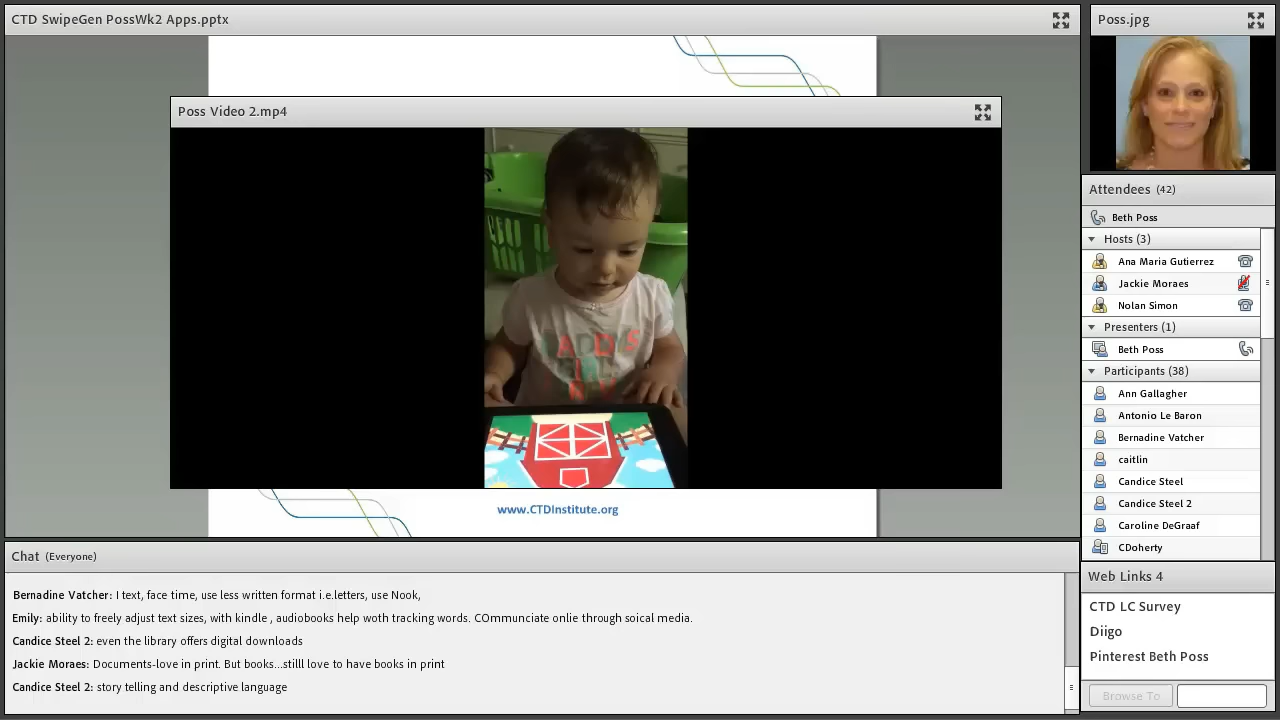 CTD SwipeGen PossWk2 Apps.pptx
Poss Video 2.mp4
www.CTDInstitute.org
Chat (Everyone)
Bernadine Vatcher: I text, face time, use less written format i.e.letters, use Nook,
Emily: ability to freely adjust text sizes, with kindle , audiobooks help woth tracking words. COmmunciate onlie through soical media.
Candice Steel 2: even the library offers digital downloads
Jackie Moraes: Documents-love in print. But books...stilll love to have books in print
Candice Steel 2: story telling and descriptive language
Poss.jpg
Attendees (42)
Beth Poss
Hosts (3)
Ana Maria Gutierrez
Jackie Moraes
Nolan Simon
Presenters (1)
Beth Poss
Participants (38)
Ann Gallagher
Antonio Le Baron
Bernadine Vatcher
caitlin
Candice Steel
Candice Steel 2
Caroline DeGraaf
CDoherty
Web Links 4
CTD LC Survey
Diigo
Pinterest Beth Poss
Browse To